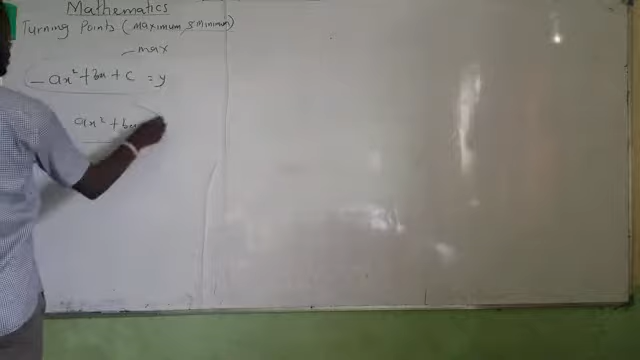 Mathematics
Turning Points (maximum & minimum)
max
- ax² + bx + c = y
ax² + bx